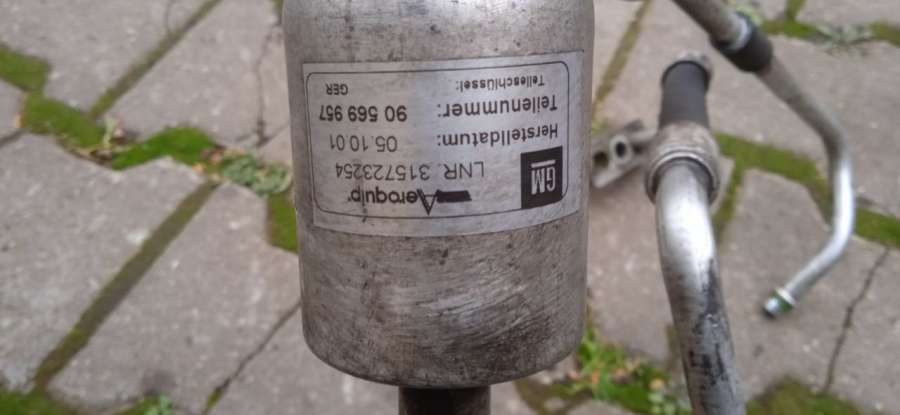 GM
Aeroquip
LNR. 315723254
Herstelldatum: 05.10.01
Teilenummer: 90 569 957
Teileschlüssel: GER